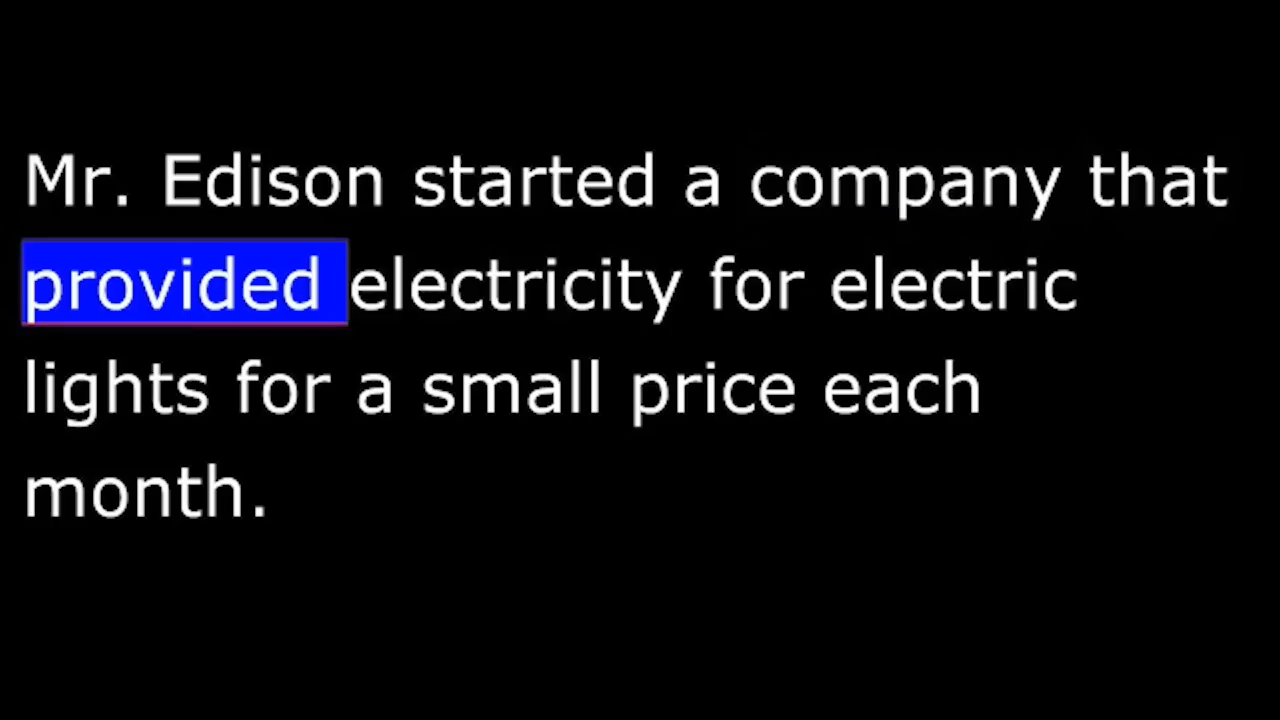 Mr. Edison started a company that
provided electricity for electric
lights for a small price each
month.